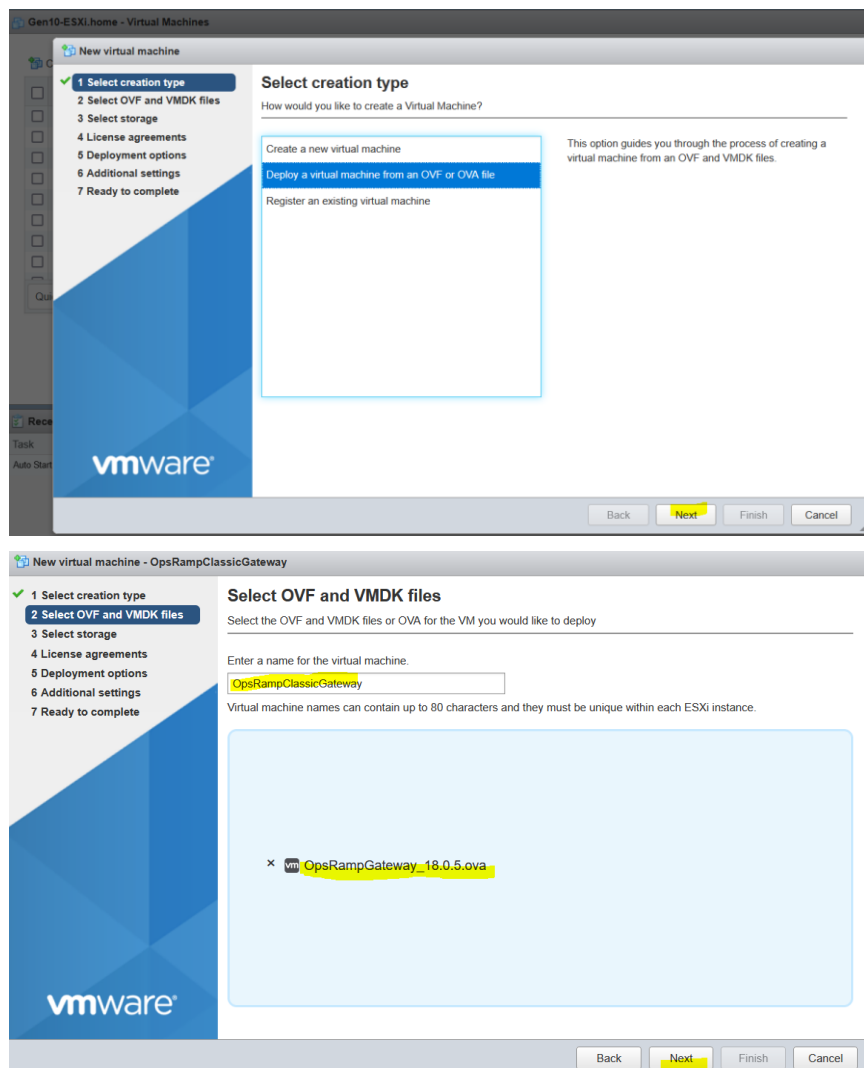 Gen10-ESXi.home - Virtual Machines
New virtual machine
1 Select creation type
2 Select OVF and VMDK files
3 Select storage
4 License agreements
5 Deployment options
6 Additional settings
7 Ready to complete
Select creation type
How would you like to create a Virtual Machine?
Create a new virtual machine
Deploy a virtual machine from an OVF or OVA file
Register an existing virtual machine
This option guides you through the process of creating a
virtual machine from an OVF and VMDK files.
Task
Auto Start
vmware
Back Next Finish Cancel
New virtual machine - OpsRampClassicGateway
1 Select creation type
2 Select OVF and VMDK files
3 Select storage
4 License agreements
5 Deployment options
6 Additional settings
7 Ready to complete
Select OVF and VMDK files
Select the OVF and VMDK files or OVA for the VM you would like to deploy
Enter a name for the virtual machine.
OpsRampClassicGateway
Virtual machine names can contain up to 80 characters and they must be unique within each ESXi instance.
vm OpsRampGateway_18.0.5.ova
vmware
Back Next Finish Cancel